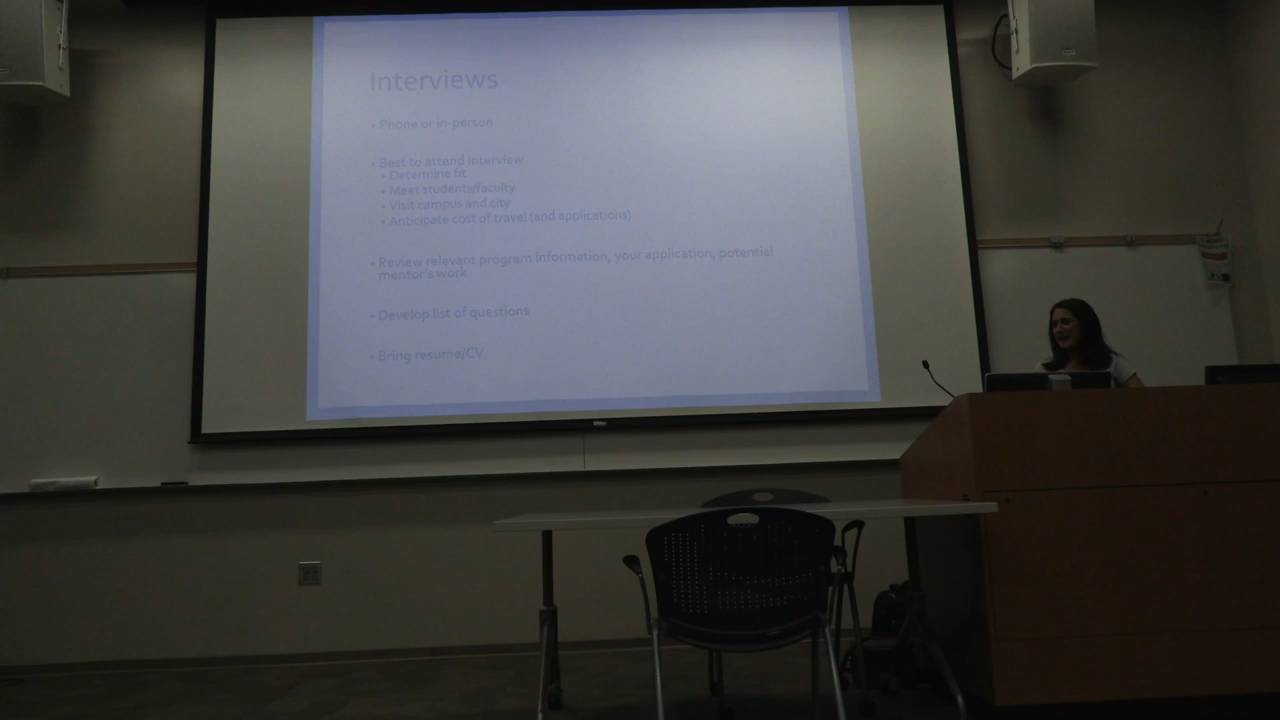 Interviews
• Phone or in-person
• Best to attend interview
• Determine fit
• Meet students/faculty
• Visit campus and city
• Anticipate cost of travel (and applications)
• Review relevant program information, your application, potential
mentor's work
• Develop list of questions
• Bring resume/CV